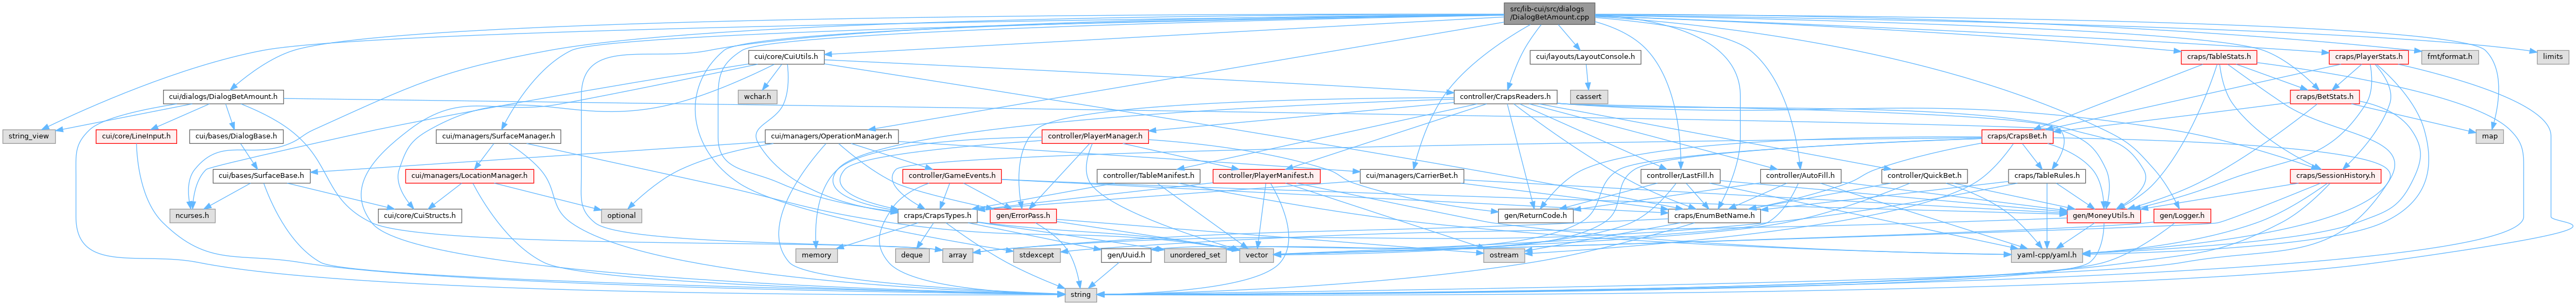 src/lib-cui/src/dialogs
/DialogBetAmount.cpp
cui/core/CuiUtils.h
cui/layouts/LayoutConsole.h
craps/TableStats.h
craps/PlayerStats.h
fmt/format.h
limits
cui/dialogs/DialogBetAmount.h
wchar.h
controller/CrapsReaders.h
cassert
craps/BetStats.h
string_view
cui/core/LineInput.h
cui/bases/DialogBase.h
cui/managers/SurfaceManager.h
cui/managers/OperationManager.h
controller/PlayerManager.h
craps/CrapsBet.h
map
cui/bases/SurfaceBase.h
cui/managers/LocationManager.h
controller/GameEvents.h
controller/TableManifest.h
controller/PlayerManifest.h
cui/managers/CarrierBet.h
controller/LastFill.h
controller/AutoFill.h
controller/QuickBet.h
craps/TableRules.h
craps/SessionHistory.h
ncurses.h
cui/core/CuiStructs.h
optional
craps/CrapsTypes.h
gen/ErrorPass.h
gen/ReturnCode.h
craps/EnumBetName.h
gen/MoneyUtils.h
gen/Logger.h
memory
deque
array
stdexcept
gen/Uuid.h
unordered_set
vector
ostream
yaml-cpp/yaml.h
string